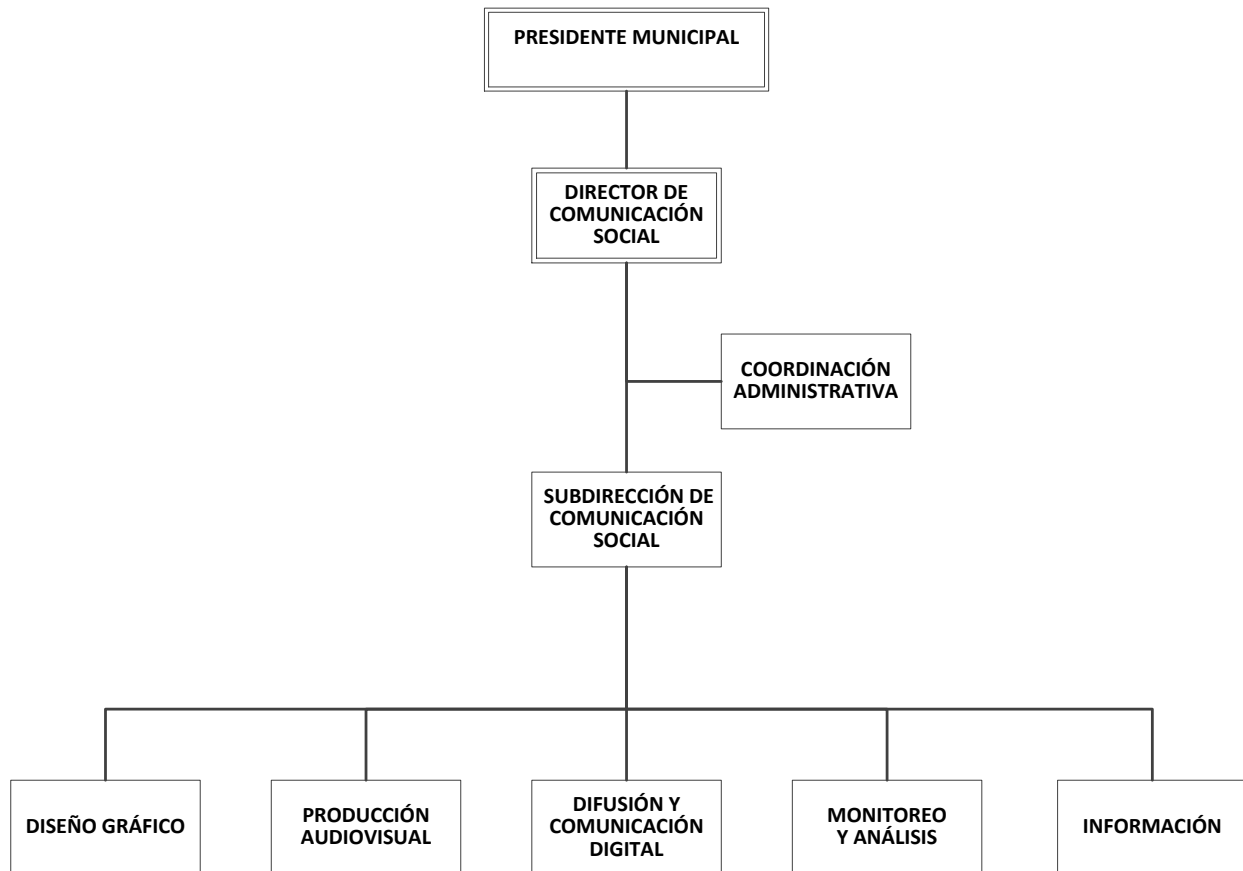 PRESIDENTE MUNICIPAL
DIRECTOR DE
COMUNICACIÓN
SOCIAL
COORDINACIÓN
ADMINISTRATIVA
SUBDIRECCIÓN DE
COMUNICACIÓN
SOCIAL
DISEÑO GRÁFICO
PRODUCCIÓN
AUDIOVISUAL
DIFUSIÓN Y
COMUNICACIÓN
DIGITAL
MONITOREO
Y ANÁLISIS
INFORMACIÓN